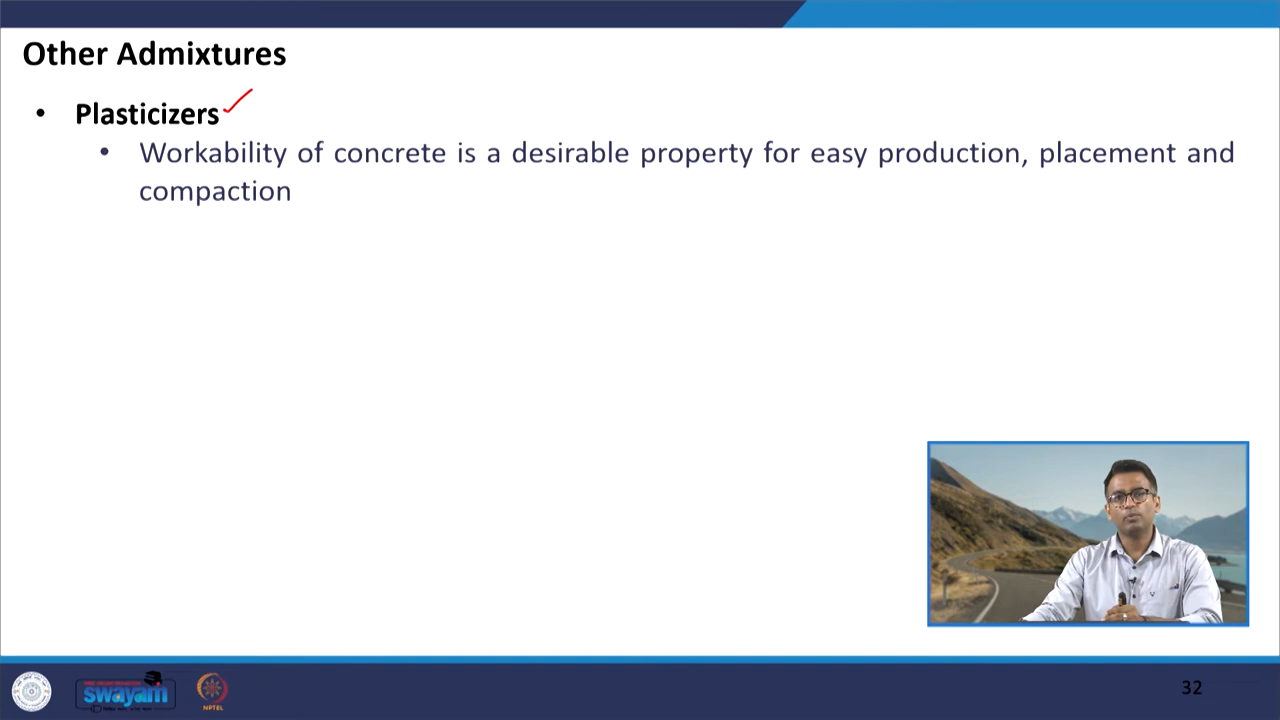 Other Admixtures
• Plasticizers
• Workability of concrete is a desirable property for easy production, placement and
compaction
swayam
NPTEL
32